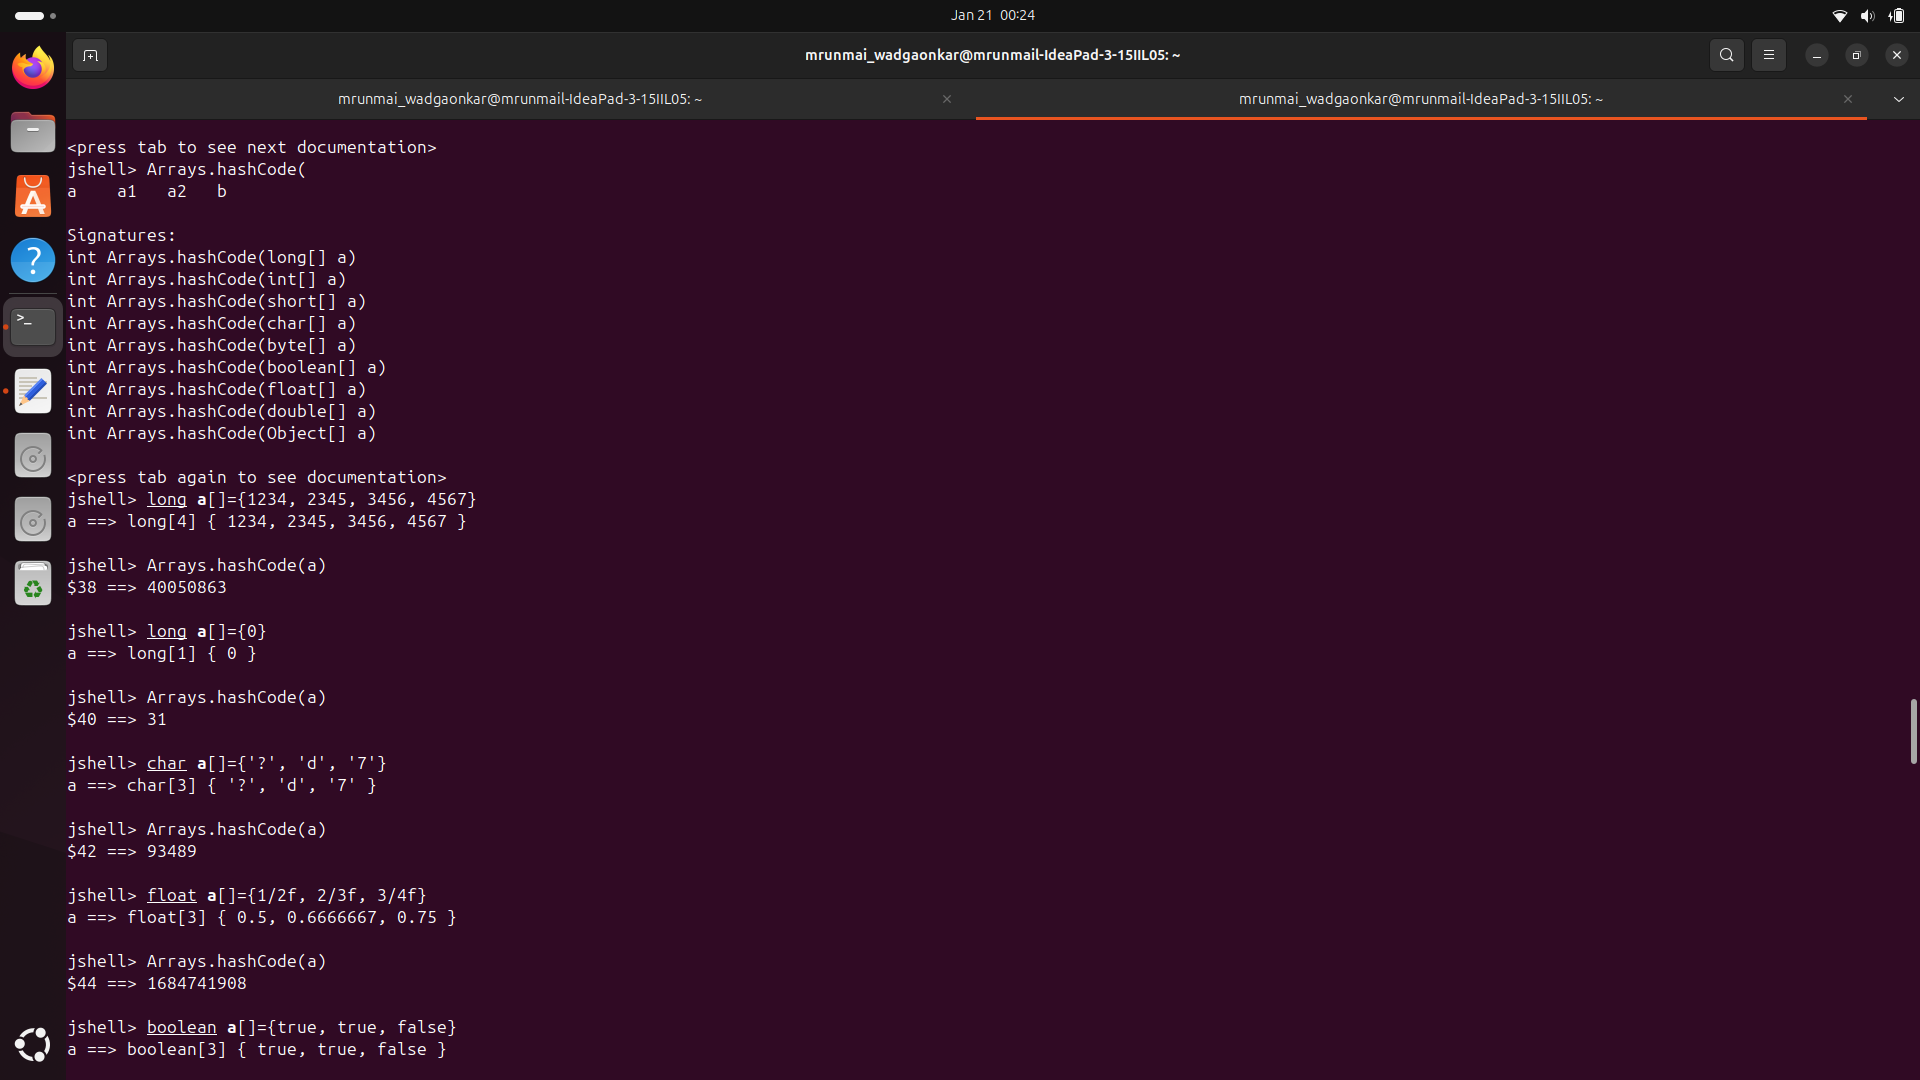 Jan 21 00:24
mrunmai_wadgaonkar@mrunmail-IdeaPad-3-15IIL05: ~
mrunmai_wadgaonkar@mrunmail-IdeaPad-3-15IIL05: ~
mrunmai_wadgaonkar@mrunmail-IdeaPad-3-15IIL05: ~
<press tab to see next documentation>
jshell> Arrays.hashCode(
a    a1   a2   b
Signatures:
int Arrays.hashCode(long[] a)
int Arrays.hashCode(int[] a)
int Arrays.hashCode(short[] a)
int Arrays.hashCode(char[] a)
int Arrays.hashCode(byte[] a)
int Arrays.hashCode(boolean[] a)
int Arrays.hashCode(float[] a)
int Arrays.hashCode(double[] a)
int Arrays.hashCode(Object[] a)
<press tab again to see documentation>
jshell> long a[]={1234, 2345, 3456, 4567}
a ==> long[4] { 1234, 2345, 3456, 4567 }
jshell> Arrays.hashCode(a)
$38 ==> 40050863
jshell> long a[]={0}
a ==> long[1] { 0 }
jshell> Arrays.hashCode(a)
$40 ==> 31
jshell> char a[]={'?', 'd', '7'}
a ==> char[3] { '?', 'd', '7' }
jshell> Arrays.hashCode(a)
$42 ==> 93489
jshell> float a[]={1/2f, 2/3f, 3/4f}
a ==> float[3] { 0.5, 0.6666667, 0.75 }
jshell> Arrays.hashCode(a)
$44 ==> 1684741908
jshell> boolean a[]={true, true, false}
a ==> boolean[3] { true, true, false }